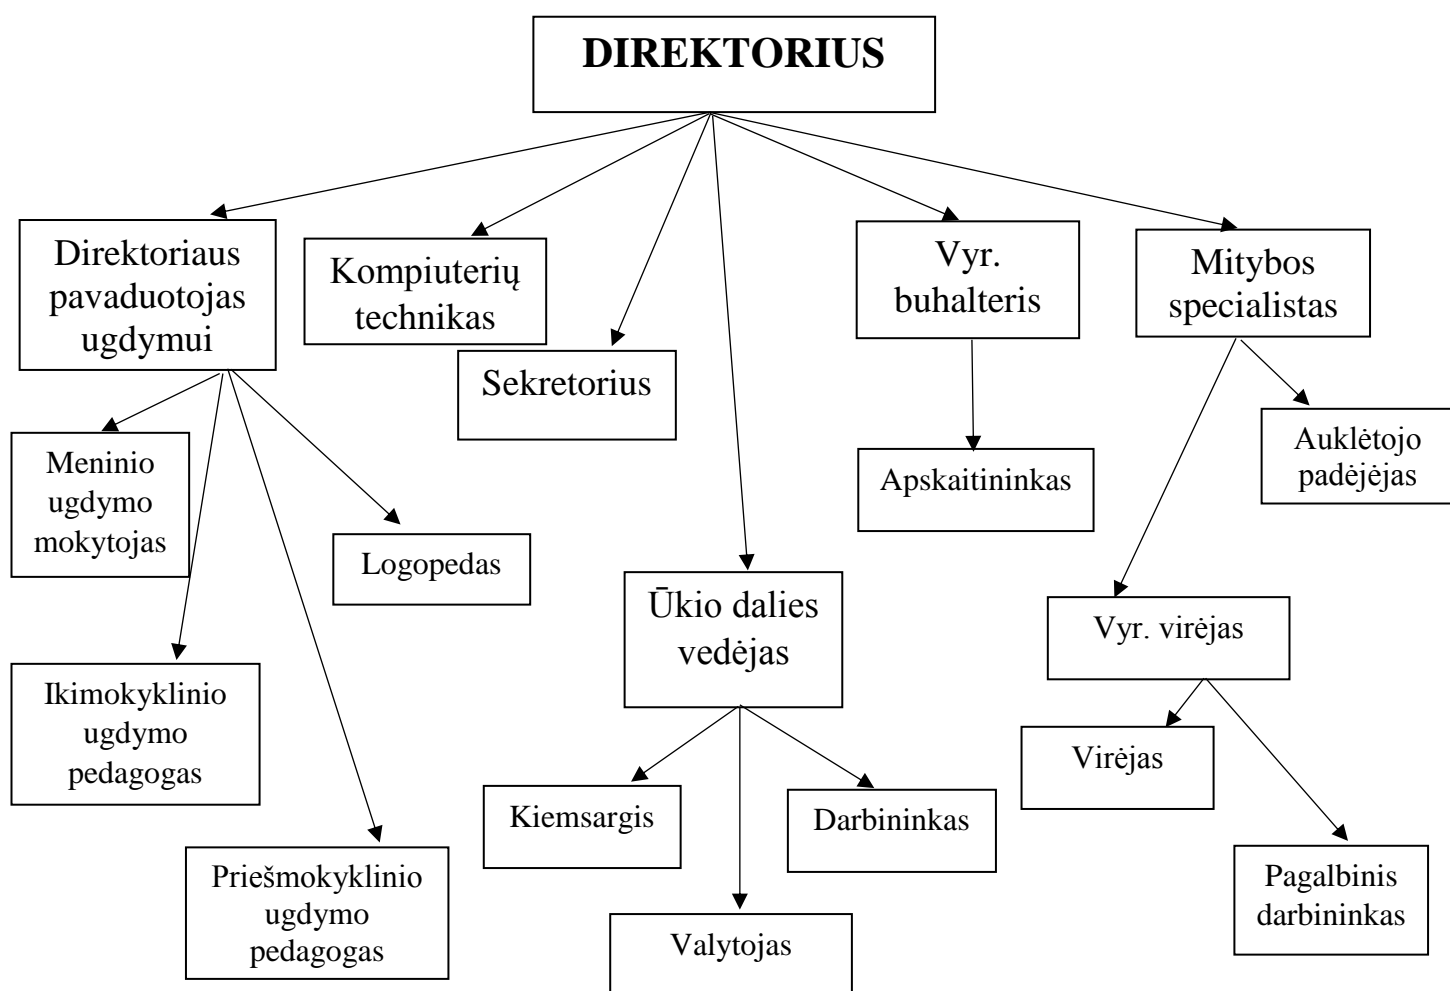 DIREKTORIUS
Direktoriaus
pavaduotojas
ugdymui
Kompiuterių
technikas
Sekretorius
Vyr.
buhalteris
Mitybos
specialistas
Meninio
ugdymo
mokytojas
Logopedas
Apskaitininkas
Auklėtojo
padėjėjas
Ūkio dalies
vedėjas
Vyr. virėjas
Ikimokyklinio
ugdymo
pedagogas
Virėjas
Kiemsargis
Darbininkas
Priešmokyklinio
ugdymo
pedagogas
Valytojas
Pagalbinis
darbininkas